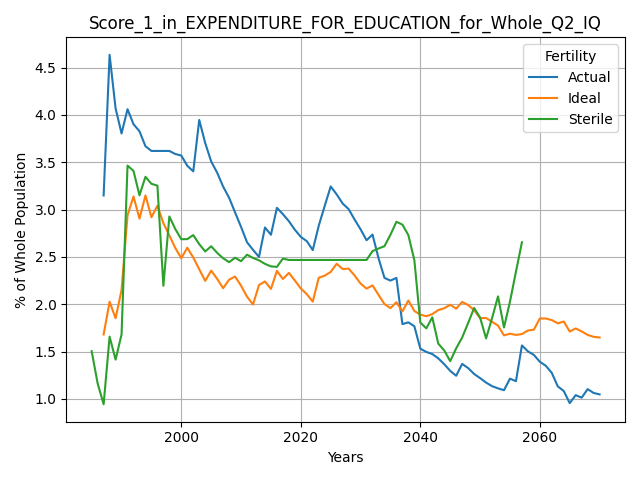 Score_1_in_EXPENDITURE_FOR_EDUCATION_for_Whole_Q2_IQ
Fertility
Actual
Ideal
Sterile
% of Whole Population
4.5
4.0
3.5
3.0
2.5
2.0
1.5
1.0
2000
2020
2040
2060
Years